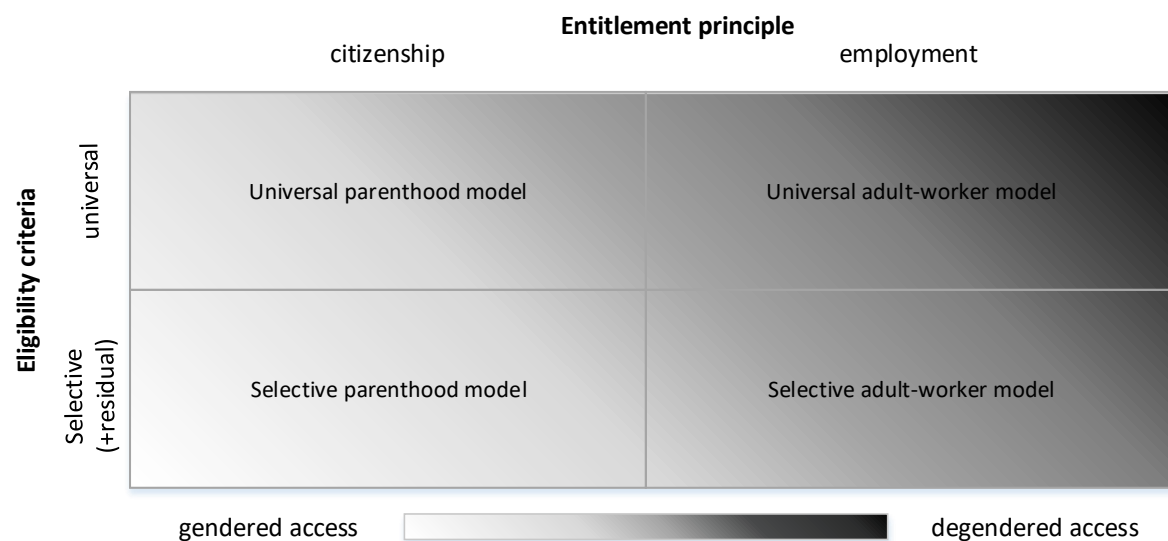 Entitlement principle
citizenship
employment
Eligibility criteria
universal
Universal parenthood model
Universal adult-worker model
Selective
(+residual)
Selective parenthood model
Selective adult-worker model
gendered access
degendered access